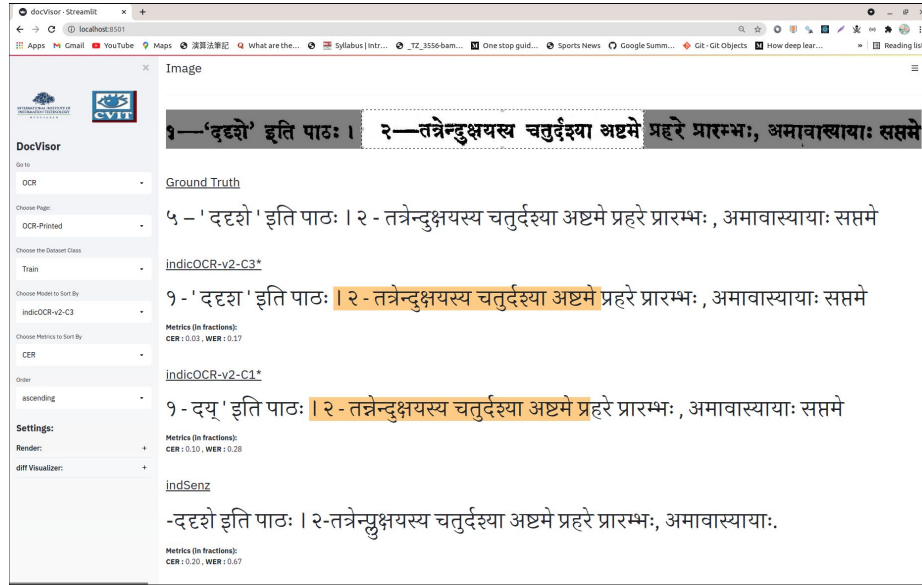 docVisor · Streamlit
localhost:8501
Apps
Gmail
YouTube
Maps
演算法筆記
What are the...
Syllabus | Intr...
_TZ_3556-bam...
One stop guid...
Sports News
Google Summ...
Git - Git Objects
How deep lear...
»
Reading list
INTERNATIONAL INSTITUTE OF
INFORMATION TECHNOLOGY
HYDERABAD
CVIT
DocVisor
Go to
OCR
Choose Page:
OCR-Printed
Choose the Dataset Class
Train
Choose Model to Sort By
indicOCR-v2-C3
Choose Metrics to Sort By
CER
Order
ascending
Settings:
Render: +
diff Visualizer: +
Image
१—‘ददृशे’ इति पाठः । २—तत्रेन्दुक्षयस्य चतुर्दश्या अष्टमे प्रहरे प्रारम्भः, अमावास्यायाः सप्तमे
Ground Truth
५ – ' ददृशे ' इति पाठः । २ - तत्रेन्दुक्षयस्य चतुर्दश्या अष्टमे प्रहरे प्रारम्भः , अमावास्यायाः सप्तमे
indicOCR-v2-C3*
१ - ' ददृश ' इति पाठः । २ - तत्रेन्दुक्षयस्य चतुर्दश्या अष्टमे प्रहरे प्रारम्भः , अमावास्यायाः सप्तमे
Metrics (in fractions):
CER : 0.03 , WER : 0.17
indicOCR-v2-C1*
१ - दय् ' इति पाठः । २ - तन्नेन्दुक्षयस्य चतुर्दश्या अष्टमे प्रहरे प्रारम्भः , अमावास्यायाः सप्तमे
Metrics (in fractions):
CER : 0.10 , WER : 0.28
indSenz
-ददृशे इति पाठः । २-तत्रेन्प्लुक्षयस्य चतुर्दश्या अष्टमे प्रहरे प्रारम्भः, अमावास्यायाः.
Metrics (in fractions):
CER : 0.20 , WER : 0.67